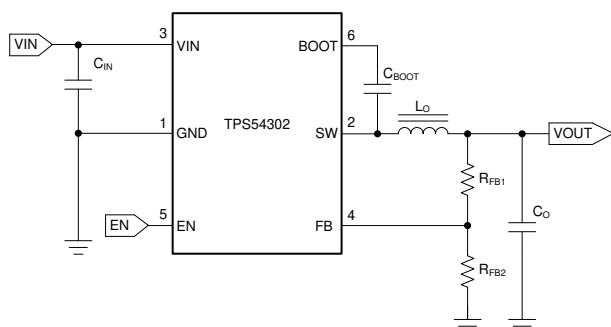 VIN
3
VIN
BOOT
6
C_IN
C_BOOT
1
GND
TPS54302
SW
2
L_O
VOUT
R_FB1
5
EN
EN
FB
4
C_O
R_FB2